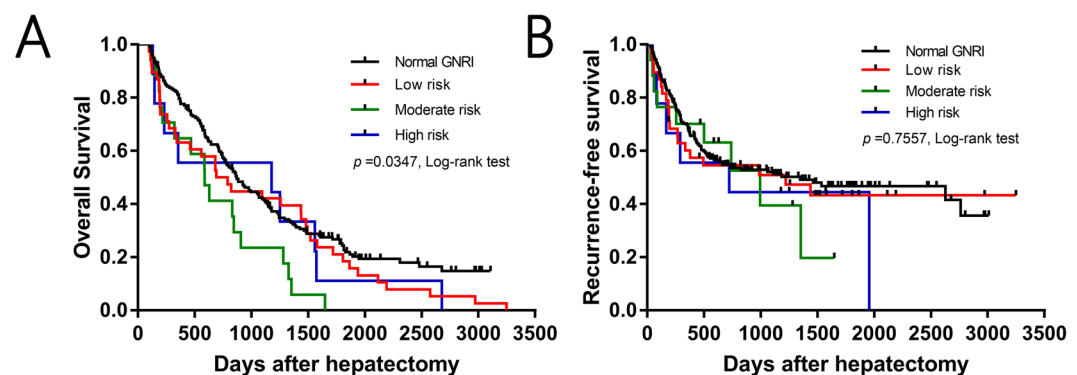 A
Overall Survival
1.0
0.8
0.6
0.4
0.2
0.0
0 500 1000 1500 2000 2500 3000 3500
Days after hepatectomy
Normal GNRI
Low risk
Moderate risk
High risk
p =0.0347, Log-rank test
B
Recurrence-free survival
1.0
0.8
0.6
0.4
0.2
0.0
0 500 1000 1500 2000 2500 3000 3500
Days after hepatectomy
Normal GNRI
Low risk
Moderate risk
High risk
p =0.7557, Log-rank test